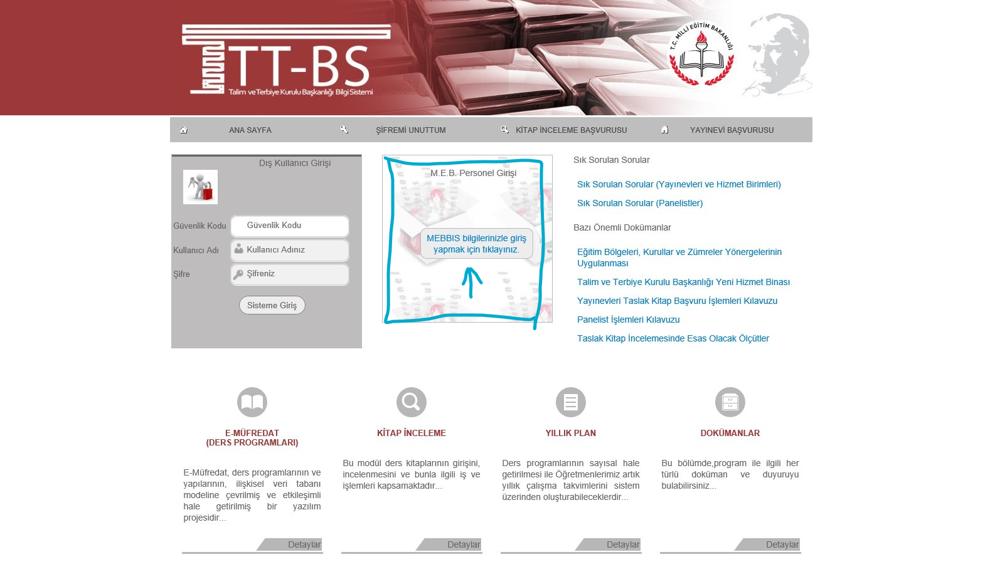 TT-BS
Talim ve Terbiye Kurulu Başkanlığı Bilgi Sistemi
T.C. MİLLÎ EĞİTİM BAKANLIĞI
ANA SAYFA
ŞİFREMİ UNUTTUM
KİTAP İNCELEME BAŞVURUSU
YAYINEVİ BAŞVURUSU
Dış Kullanıcı Girişi
Güvenlik Kodu
Güvenlik Kodu
Kullanıcı Adı
Kullanıcı Adınız
Şifre
Şifreniz
Sisteme Giriş
M.E.B. Personel Girişi
MEBBIS bilgilerinizle giriş
yapmak için tıklayınız.
Sık Sorulan Sorular
Sık Sorulan Sorular (Yayınevleri ve Hizmet Birimleri)
Sık Sorulan Sorular (Panelistler)
Bazı Önemli Dokümanlar
Eğitim Bölgeleri, Kurullar ve Zümreler Yönergelerinin
Uygulanması
Talim ve Terbiye Kurulu Başkanlığı Yeni Hizmet Binası
Yayınevleri Taslak Kitap Başvuru İşlemleri Kılavuzu
Panelist İşlemleri Kılavuzu
Taslak Kitap İncelemesinde Esas Olacak Ölçütler
E-MÜFREDAT
(DERS PROGRAMLARI)
E-Müfredat, ders programlarının ve
yapılarının, ilişkisel veri tabanı
modeline çevrilmiş ve etkileşimli
hale getirilmiş bir yazılım
projesidir...
Detaylar
KİTAP İNCELEME
Bu modül ders kitaplarının girişini,
incelenmesini ve bunla ilgili iş ve
işlemleri kapsamaktadır...
Detaylar
YILLIK PLAN
Ders programlarının sayısal hale
getirilmesi ile Öğretmenlerimiz artık
yıllık çalışma takvimlerini sistem
üzerinden oluşturabileceklerdir...
Detaylar
DOKÜMANLAR
Bu bölümde,program ile ilgili her
türlü doküman ve duyuruyu
bulabilirsiniz...
Detaylar